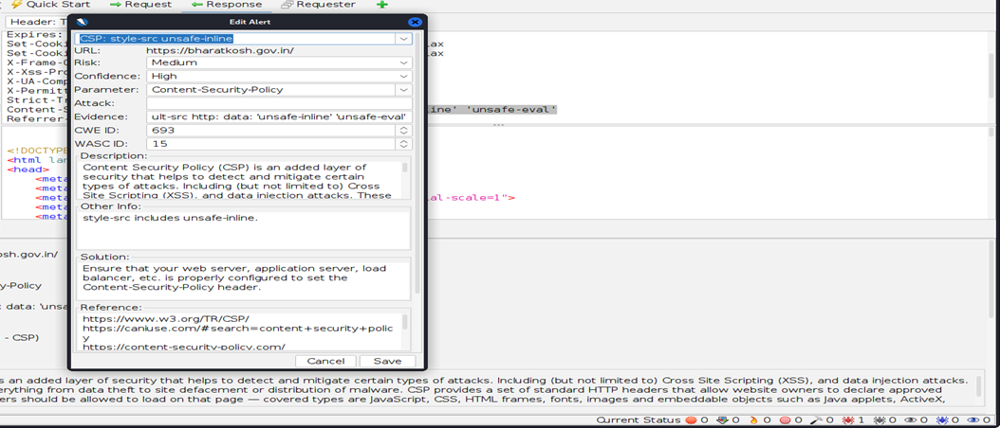 Quick Start Request Response Requester
Header: T
Edit Alert
Expires:
Set-Cooki
Set-Cooki
X-Frame-O
X-Xss-Pro
X-UA-Comp
X-Permitt
Strict-Tr
Content-S
Referrer-
lax
lax
line' 'unsafe-eval'
<!DOCTYPE
<html lan
<head>
<meta
<meta
<meta
<meta
<meta
al-scale=1">
CSP: style-src unsafe-inline
URL: https://bharatkosh.gov.in/
Risk: Medium
Confidence: High
Parameter: Content-Security-Policy
Attack:
Evidence: ult-src http: data: 'unsafe-inline' 'unsafe-eval'
CWE ID: 693
WASC ID: 15
Description:
Content Security Policy (CSP) is an added layer of
security that helps to detect and mitigate certain
types of attacks. Including (but not limited to) Cross
Site Scripting (XSS), and data injection attacks. These
Other Info:
style-src includes unsafe-inline.
Solution:
Ensure that your web server, application server, load
balancer, etc. is properly configured to set the
Content-Security-Policy header.
Reference:
https://www.w3.org/TR/CSP/
https://caniuse.com/#search=content+security+polic
y
https://content-security-policy.com/
Cancel Save
osh.gov.in/
y-Policy
: data: 'unsa
- CSP)
s an added layer of security that helps to detect and mitigate certain types of attacks. Including (but not limited to) Cross Site Scripting (XSS), and data injection attacks.
erything from data theft to site defacement or distribution of malware. CSP provides a set of standard HTTP headers that allow website owners to declare approved
ers should be allowed to load on that page — covered types are JavaScript, CSS, HTML frames, fonts, images and embeddable objects such as Java applets, ActiveX,
Current Status 0 0 0 0 0 1 0 0 0 0